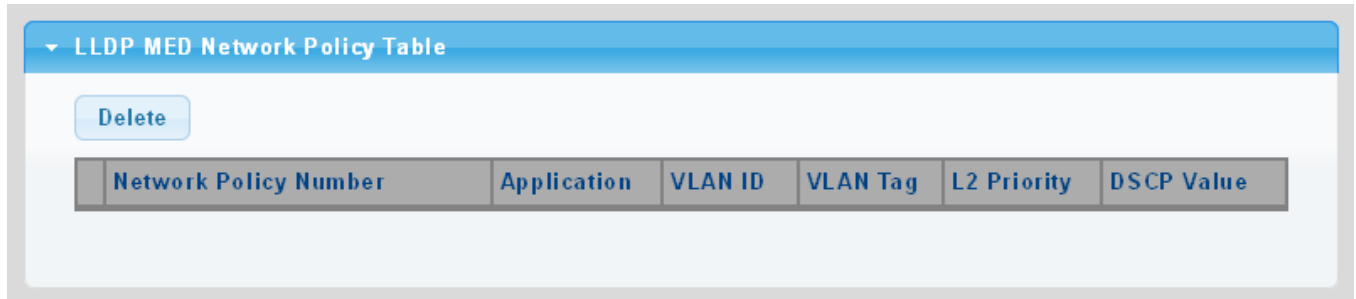 LLDP MED Network Policy Table
Delete
Network Policy Number Application VLAN ID VLAN Tag L2 Priority DSCP Value